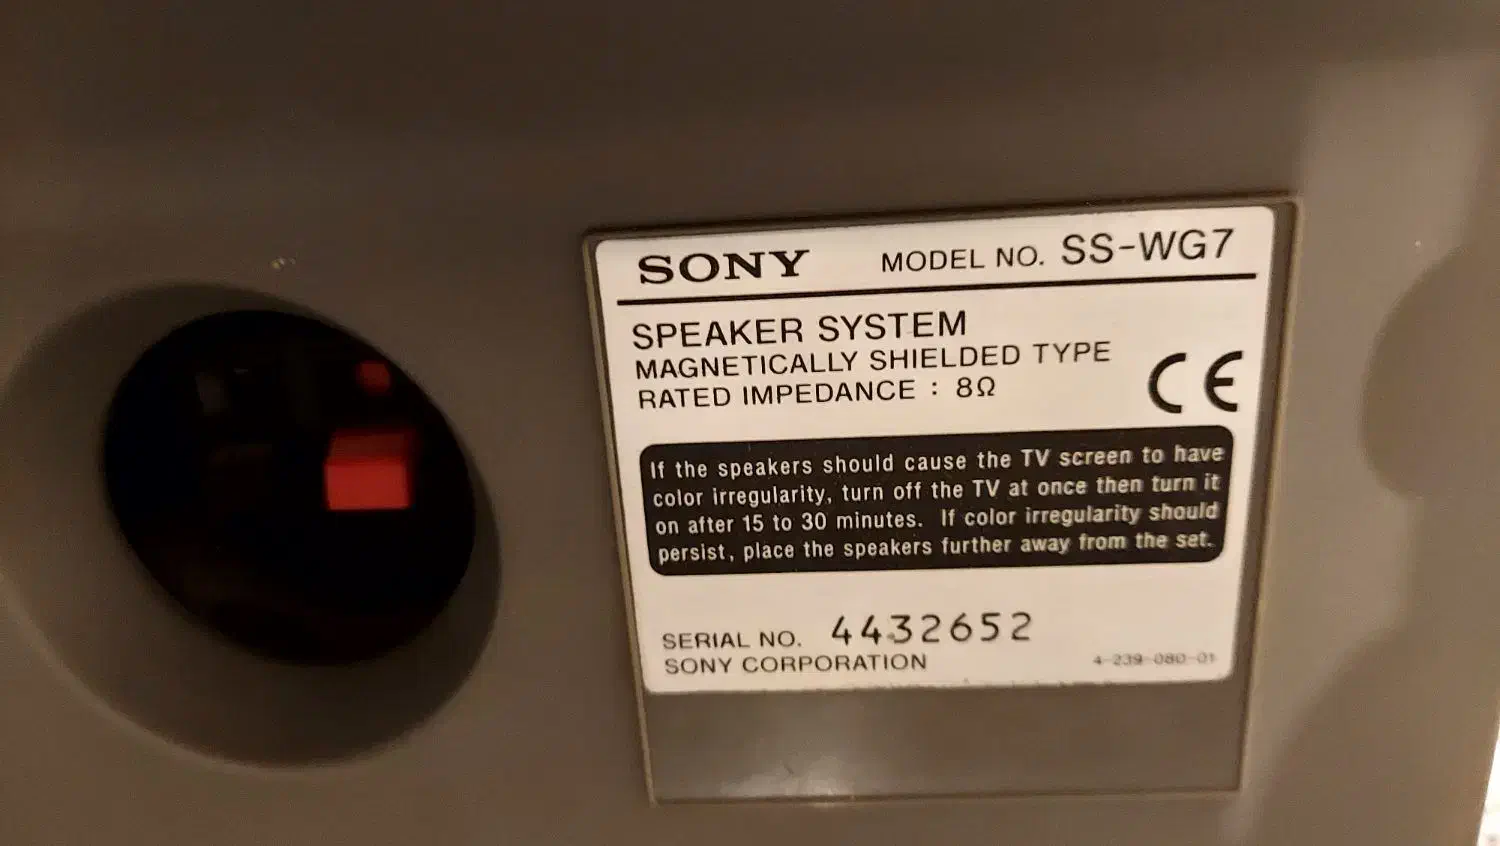 SONY MODEL NO. SS-WG7
SPEAKER SYSTEM
MAGNETICALLY SHIELDED TYPE
RATED IMPEDANCE : 8Ω
CE
If the speakers should cause the TV screen to have
color irregularity, turn off the TV at once then turn it
on after 15 to 30 minutes. If color irregularity should
persist, place the speakers further away from the set.
SERIAL NO. 4432652
SONY CORPORATION 4-239-080-01